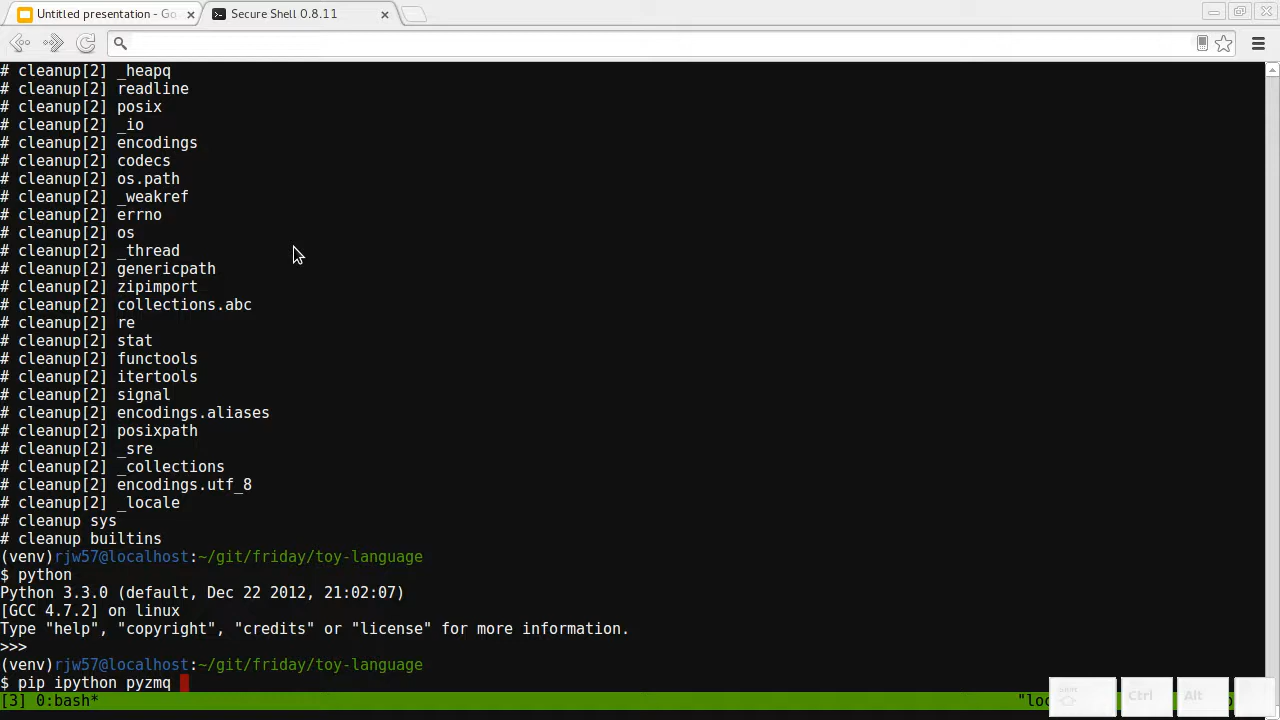 Untitled presentation - Go
Secure Shell 0.8.11
# cleanup[2] _heapq
# cleanup[2] readline
# cleanup[2] posix
# cleanup[2] _io
# cleanup[2] encodings
# cleanup[2] codecs
# cleanup[2] os.path
# cleanup[2] _weakref
# cleanup[2] errno
# cleanup[2] os
# cleanup[2] _thread
# cleanup[2] genericpath
# cleanup[2] zipimport
# cleanup[2] collections.abc
# cleanup[2] re
# cleanup[2] stat
# cleanup[2] functools
# cleanup[2] itertools
# cleanup[2] signal
# cleanup[2] encodings.aliases
# cleanup[2] posixpath
# cleanup[2] _sre
# cleanup[2] _collections
# cleanup[2] encodings.utf_8
# cleanup[2] _locale
# cleanup sys
# cleanup builtins
(venv)rjw57@localhost:~/git/friday/toy-language
$ python
Python 3.3.0 (default, Dec 22 2012, 21:02:07)
[GCC 4.7.2] on linux
Type "help", "copyright", "credits" or "license" for more information.
>>>
(venv)rjw57@localhost:~/git/friday/toy-language
$ pip ipython pyzmq
[3] 0:bash* "loc
Ctrl
Alt